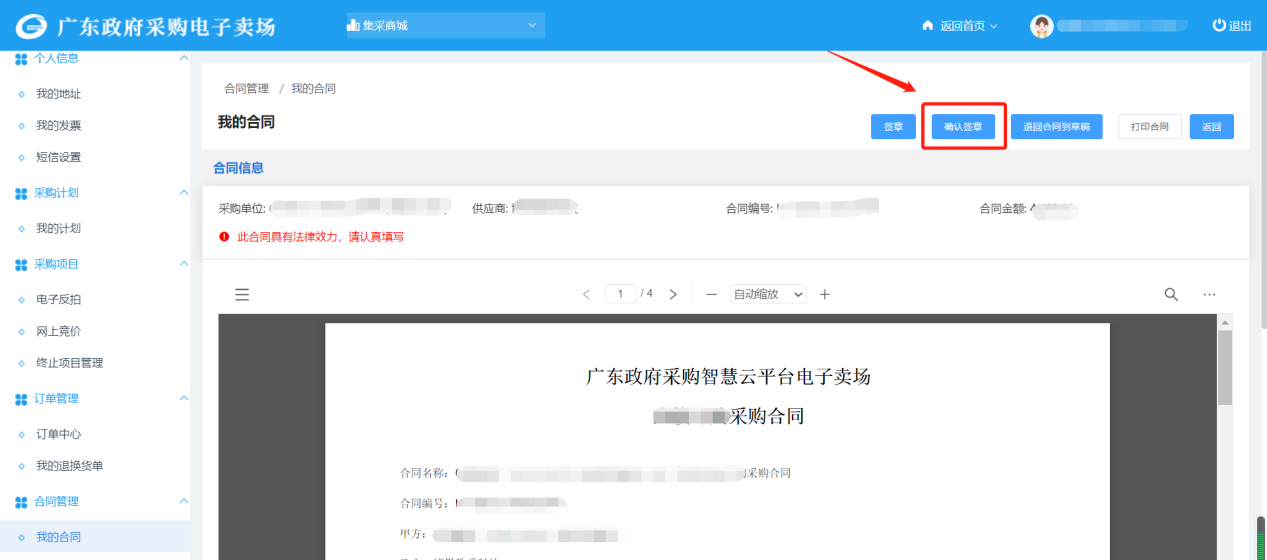 广东政府采购电子卖场
集采商城
返回首页
退出
个人信息
我的地址
我的发票
短信设置
采购计划
我的计划
采购项目
电子反拍
网上竞价
终止项目管理
订单管理
订单中心
我的退换货单
合同管理
我的合同
合同管理 / 我的合同
我的合同
签章 确认签章 退回合同到草稿 打印合同 返回
合同信息
采购单位: 供应商: 合同编号: 合同金额:
此合同具有法律效力，请认真填写
1 / 4 自动缩放
广东政府采购智慧云平台电子卖场
采购合同
合同名称： 采购合同
合同编号：
甲方：